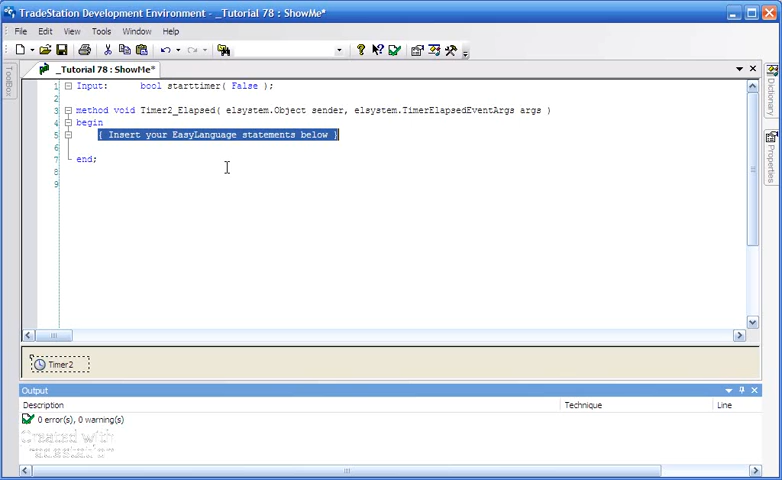 TradeStation Development Environment - _Tutorial 78 : ShowMe*
File Edit View Tools Window Help
_Tutorial 78 : ShowMe*
ToolBox
Dictionary
Properties
1 Input: bool starttimer( False );
2
3 method void Timer2_Elapsed( elsystem.Object sender, elsystem.TimerElapsedEventArgs args )
4 begin
5 { Insert your EasyLanguage statements below }
6
7 end;
8
9
Timer2
Output
Description Technique Line
0 error(s), 0 warning(s)
Created with